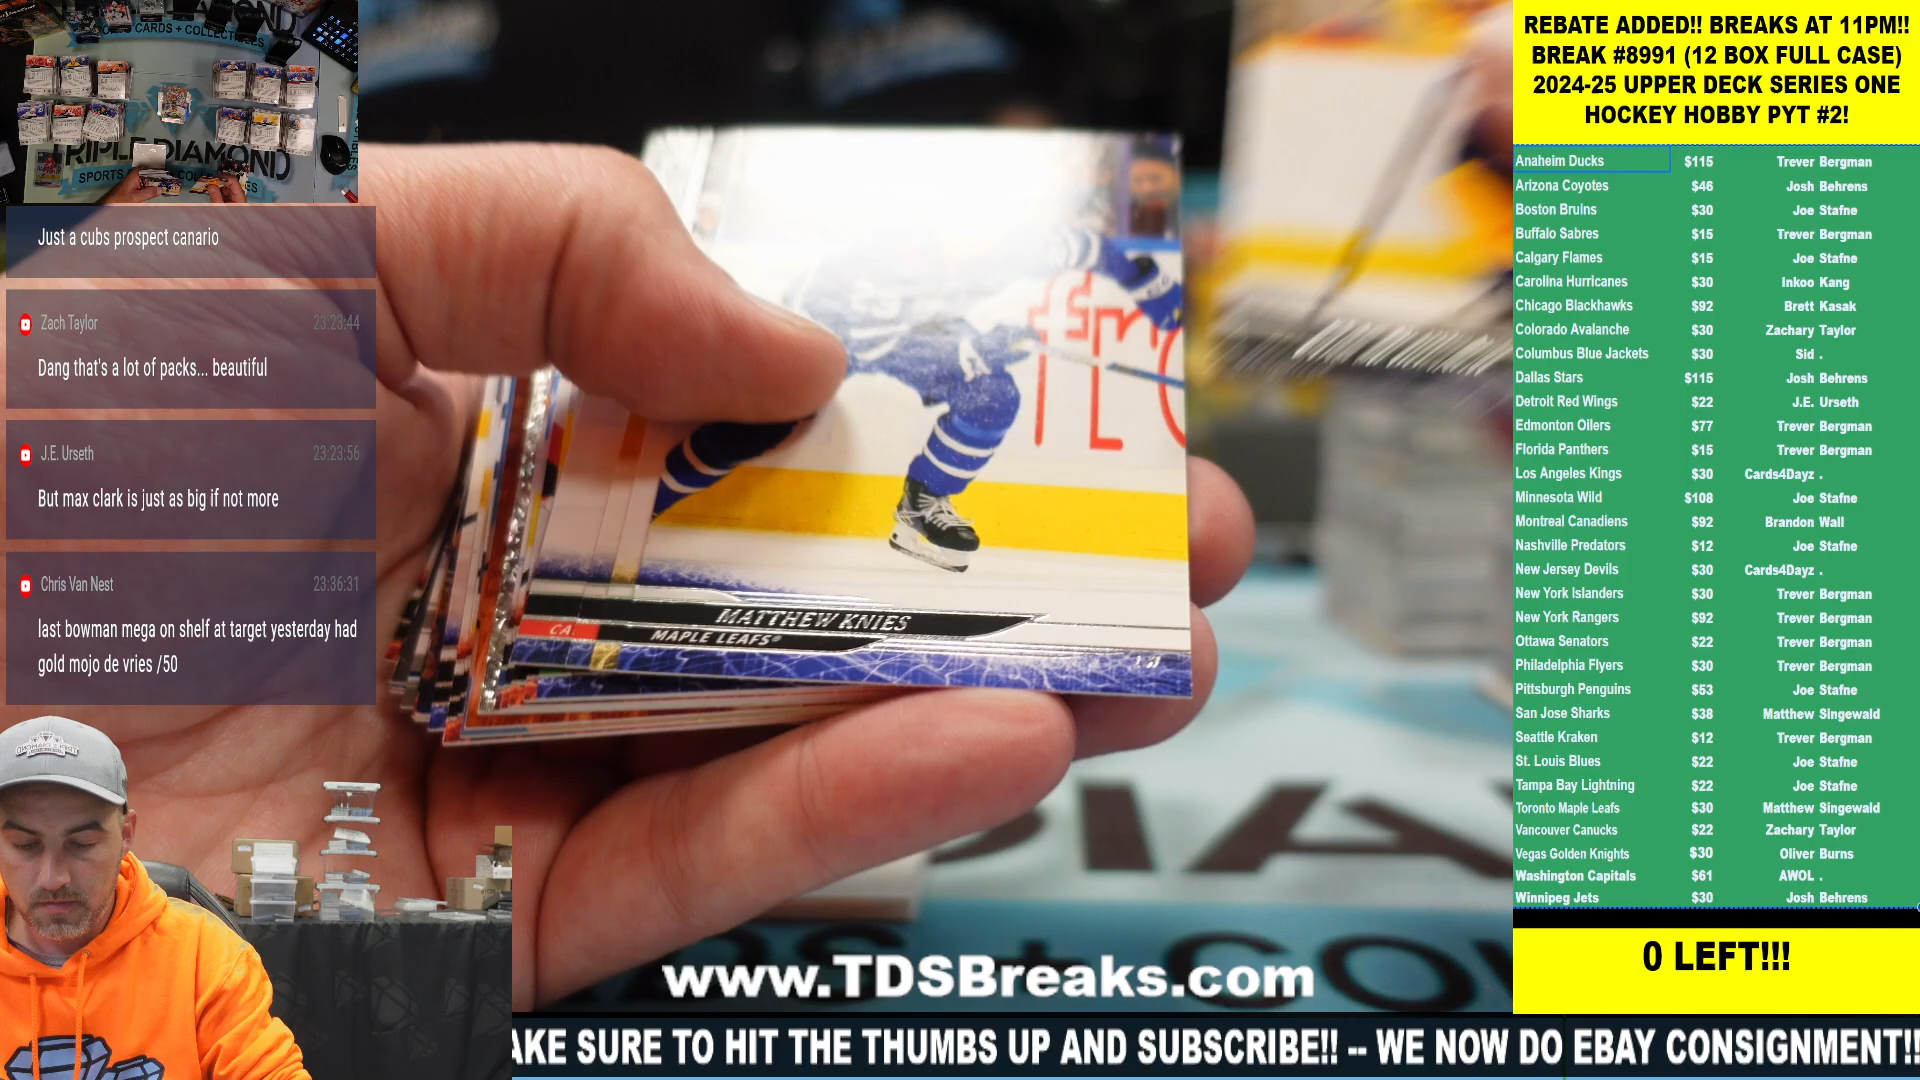 REBATE ADDED!! BREAKS AT 11PM!!
BREAK #8991 (12 BOX FULL CASE)
2024-25 UPPER DECK SERIES ONE
HOCKEY HOBBY PYT #2!
Anaheim Ducks $115 Trever Bergman
Arizona Coyotes $46 Josh Behrens
Boston Bruins $30 Joe Stafne
Buffalo Sabres $15 Trever Bergman
Calgary Flames $15 Joe Stafne
Carolina Hurricanes $30 Inkoo Kang
Chicago Blackhawks $92 Brett Kasak
Colorado Avalanche $30 Zachary Taylor
Columbus Blue Jackets $30 Sid .
Dallas Stars $115 Josh Behrens
Detroit Red Wings $22 J.E. Urseth
Edmonton Oilers $77 Trever Bergman
Florida Panthers $15 Trever Bergman
Los Angeles Kings $30 Cards4Dayz .
Minnesota Wild $108 Joe Stafne
Montreal Canadiens $92 Brandon Wall
Nashville Predators $12 Joe Stafne
New Jersey Devils $30 Cards4Dayz .
New York Islanders $30 Trever Bergman
New York Rangers $92 Trever Bergman
Ottawa Senators $22 Trever Bergman
Philadelphia Flyers $30 Trever Bergman
Pittsburgh Penguins $53 Joe Stafne
San Jose Sharks $38 Matthew Singewald
Seattle Kraken $12 Trever Bergman
St. Louis Blues $22 Joe Stafne
Tampa Bay Lightning $22 Joe Stafne
Toronto Maple Leafs $30 Matthew Singewald
Vancouver Canucks $22 Zachary Taylor
Vegas Golden Knights $30 Oliver Burns
Washington Capitals $61 AWOL .
Winnipeg Jets $30 Josh Behrens
0 LEFT!!!
SPORTS CARDS + COLLECTIBLES
TRIPLE DIAMOND
SPORTS
Just a cubs prospect canario
Zach Taylor 23:23:44
Dang that's a lot of packs... beautiful
J.E. Urseth 23:23:56
But max clark is just as big if not more
Chris Van Nest 23:36:31
last bowman mega on shelf at target yesterday had
gold mojo de vries /50
MATTHEW KNIES
MAPLE LEAFS
www.TDSBreaks.com
AKE SURE TO HIT THE THUMBS UP AND SUBSCRIBE!! -- WE NOW DO EBAY CONSIGNMENT!!